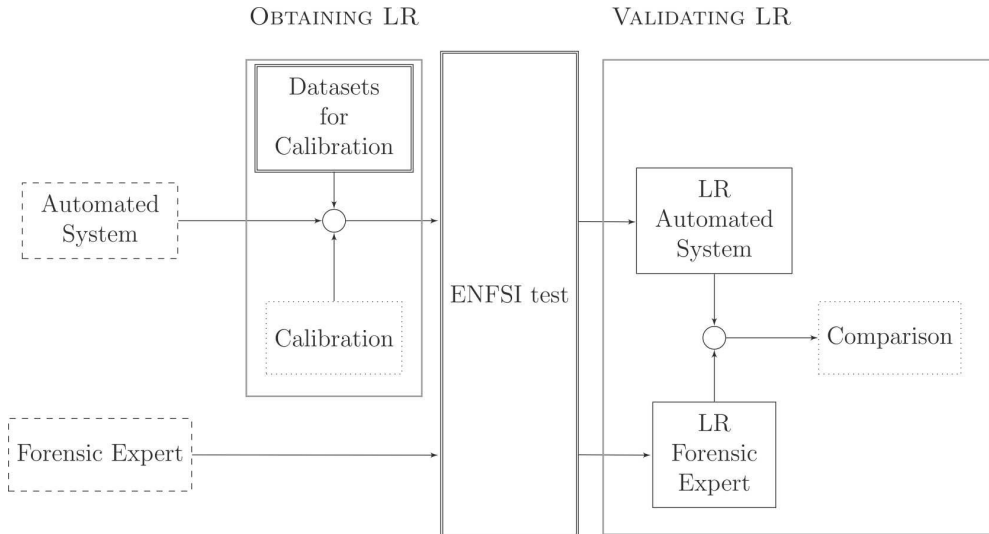 OBTAINING LR
VALIDATING LR
Datasets
for
Calibration
Automated
System
Calibration
Forensic Expert
ENFSI test
LR
Automated
System
Comparison
LR
Forensic
Expert